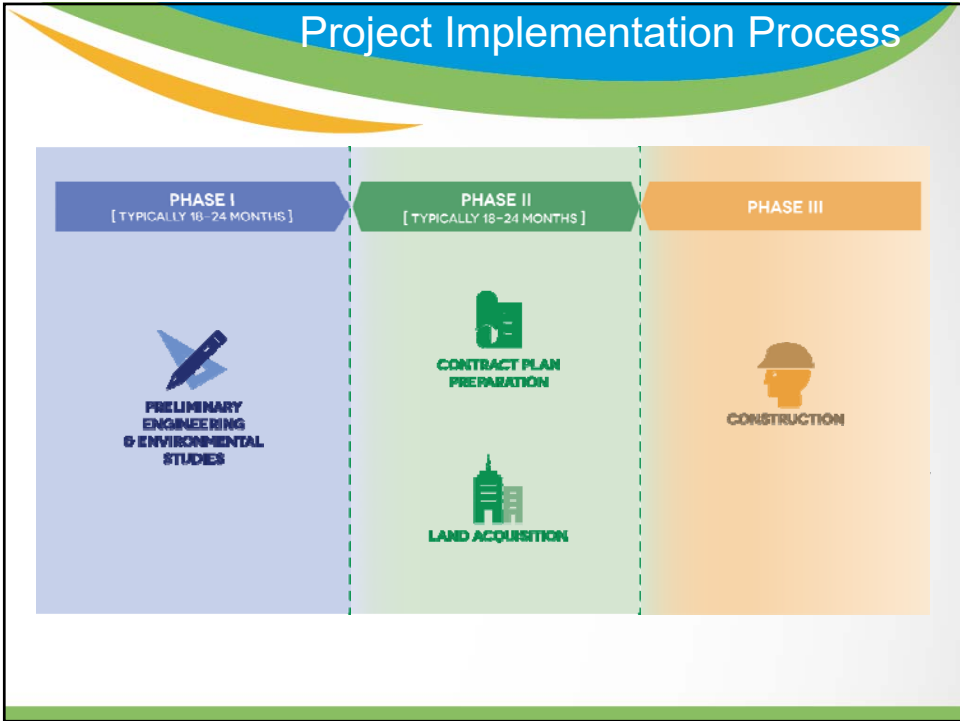 Project Implementation Process
PHASE I
[ TYPICALLY 18-24 MONTHS ]
PHASE II
[ TYPICALLY 18-24 MONTHS ]
PHASE III
PRELIMINARY
ENGINEERING
& ENVIRONMENTAL
STUDIES
CONTRACT PLAN
PREPARATION
LAND ACQUISITION
CONSTRUCTION